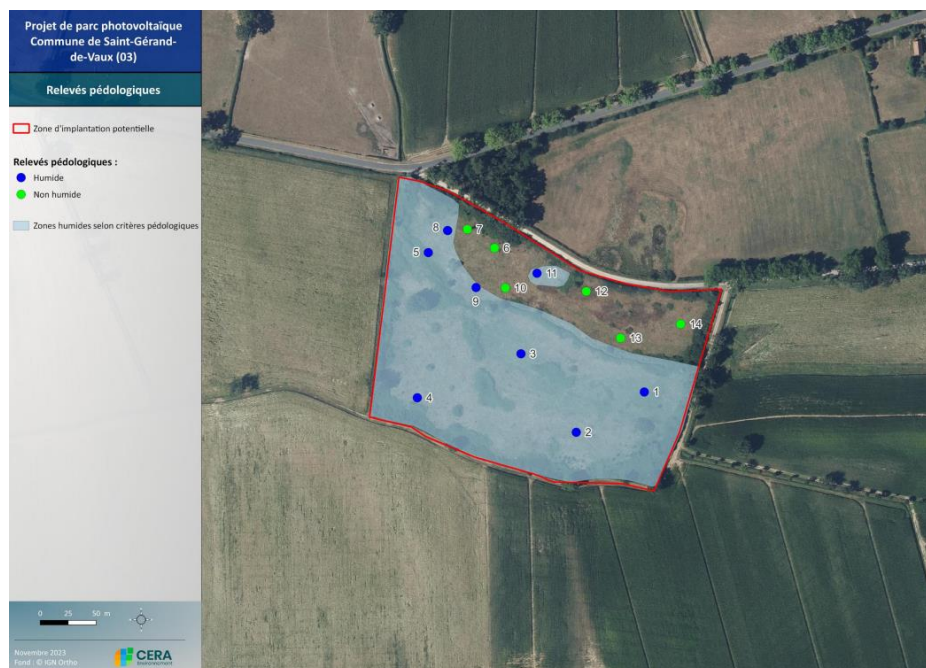 Projet de parc photovoltaïque
Commune de Saint-Gérand-
de-Vaux (03)
Relevés pédologiques
Zone d'implantation potentielle
Relevés pédologiques :
Humide
Non humide
Zones humides selon critères pédologiques
8
7
6
5
11
9
10
12
14
13
3
1
4
2
0 25 50 m
Novembre 2023
Fond : © IGN Ortho
CERA
Environnement